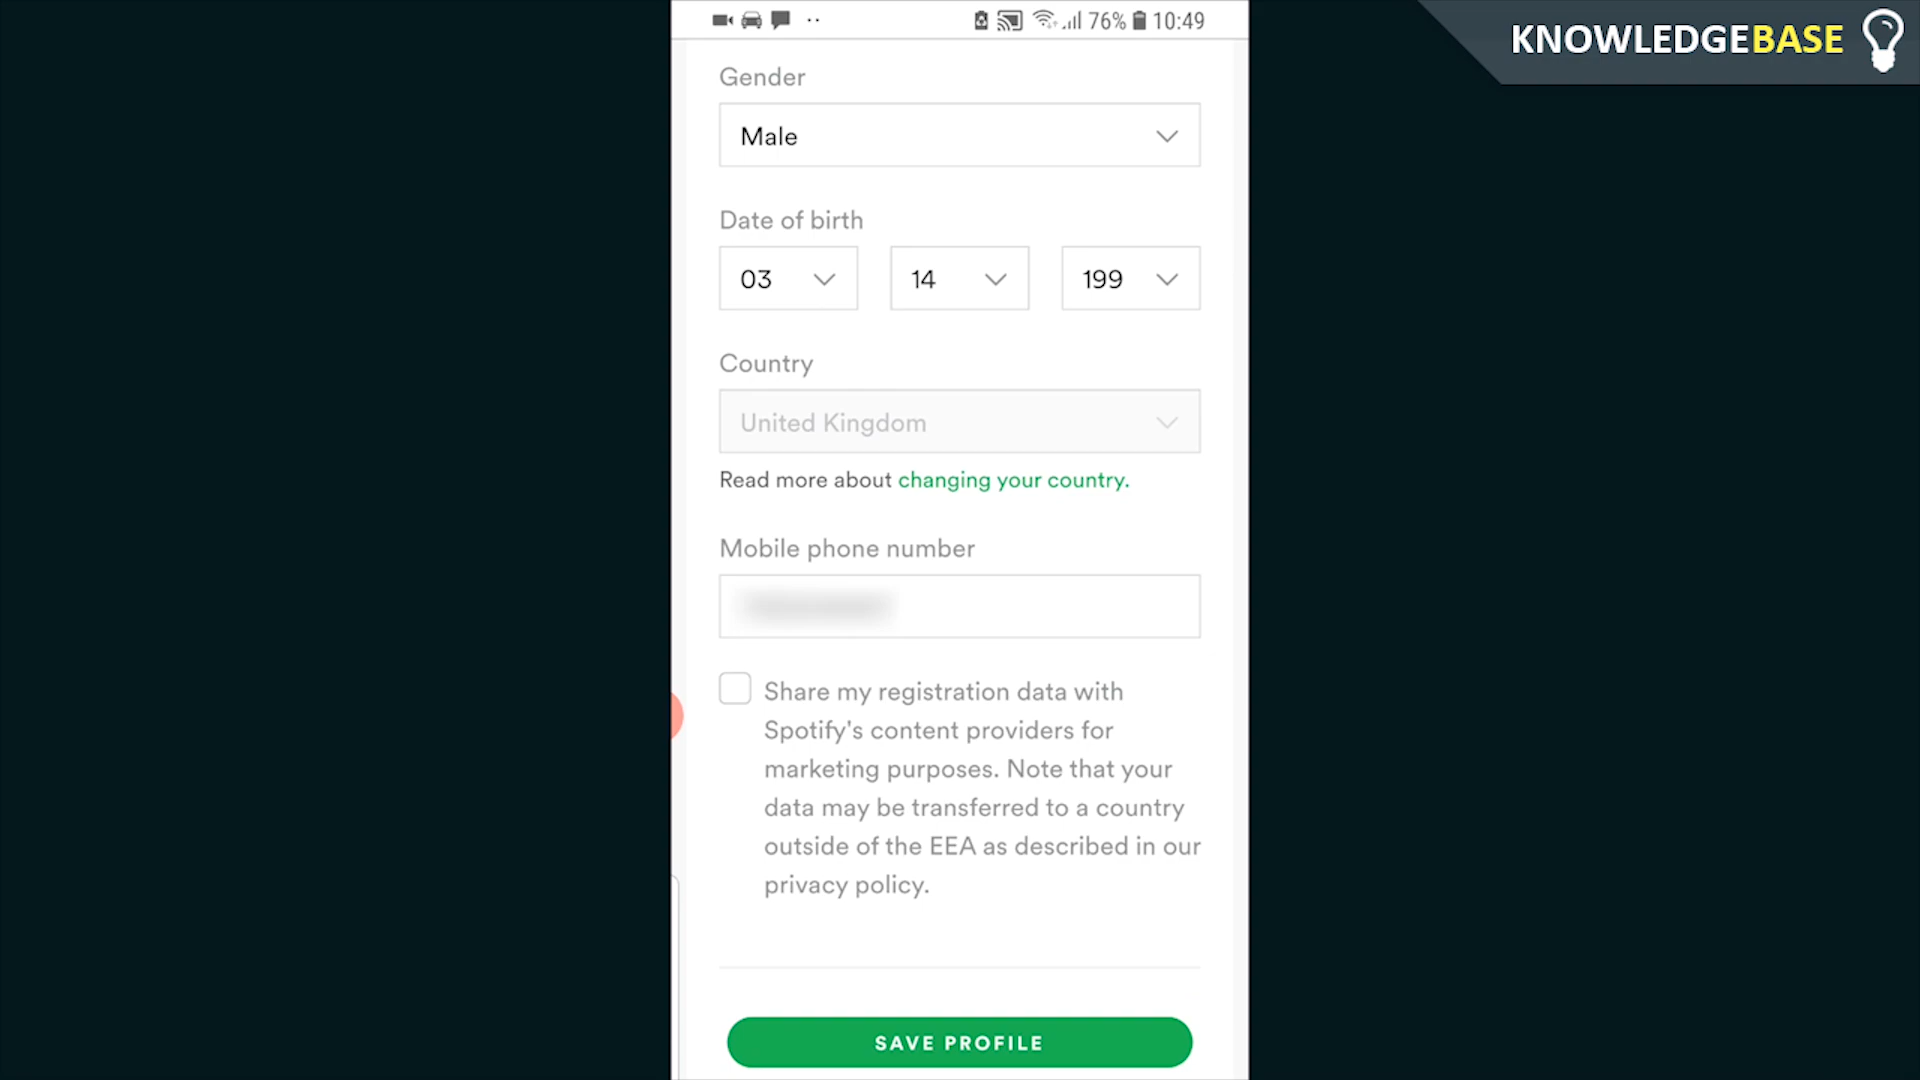 76% 10:49
KNOWLEDGEBASE
Gender
Male
Date of birth
03 14 199
Country
United Kingdom
Read more about changing your country.
Mobile phone number
Share my registration data with
Spotify's content providers for
marketing purposes. Note that your
data may be transferred to a country
outside of the EEA as described in our
privacy policy.
SAVE PROFILE